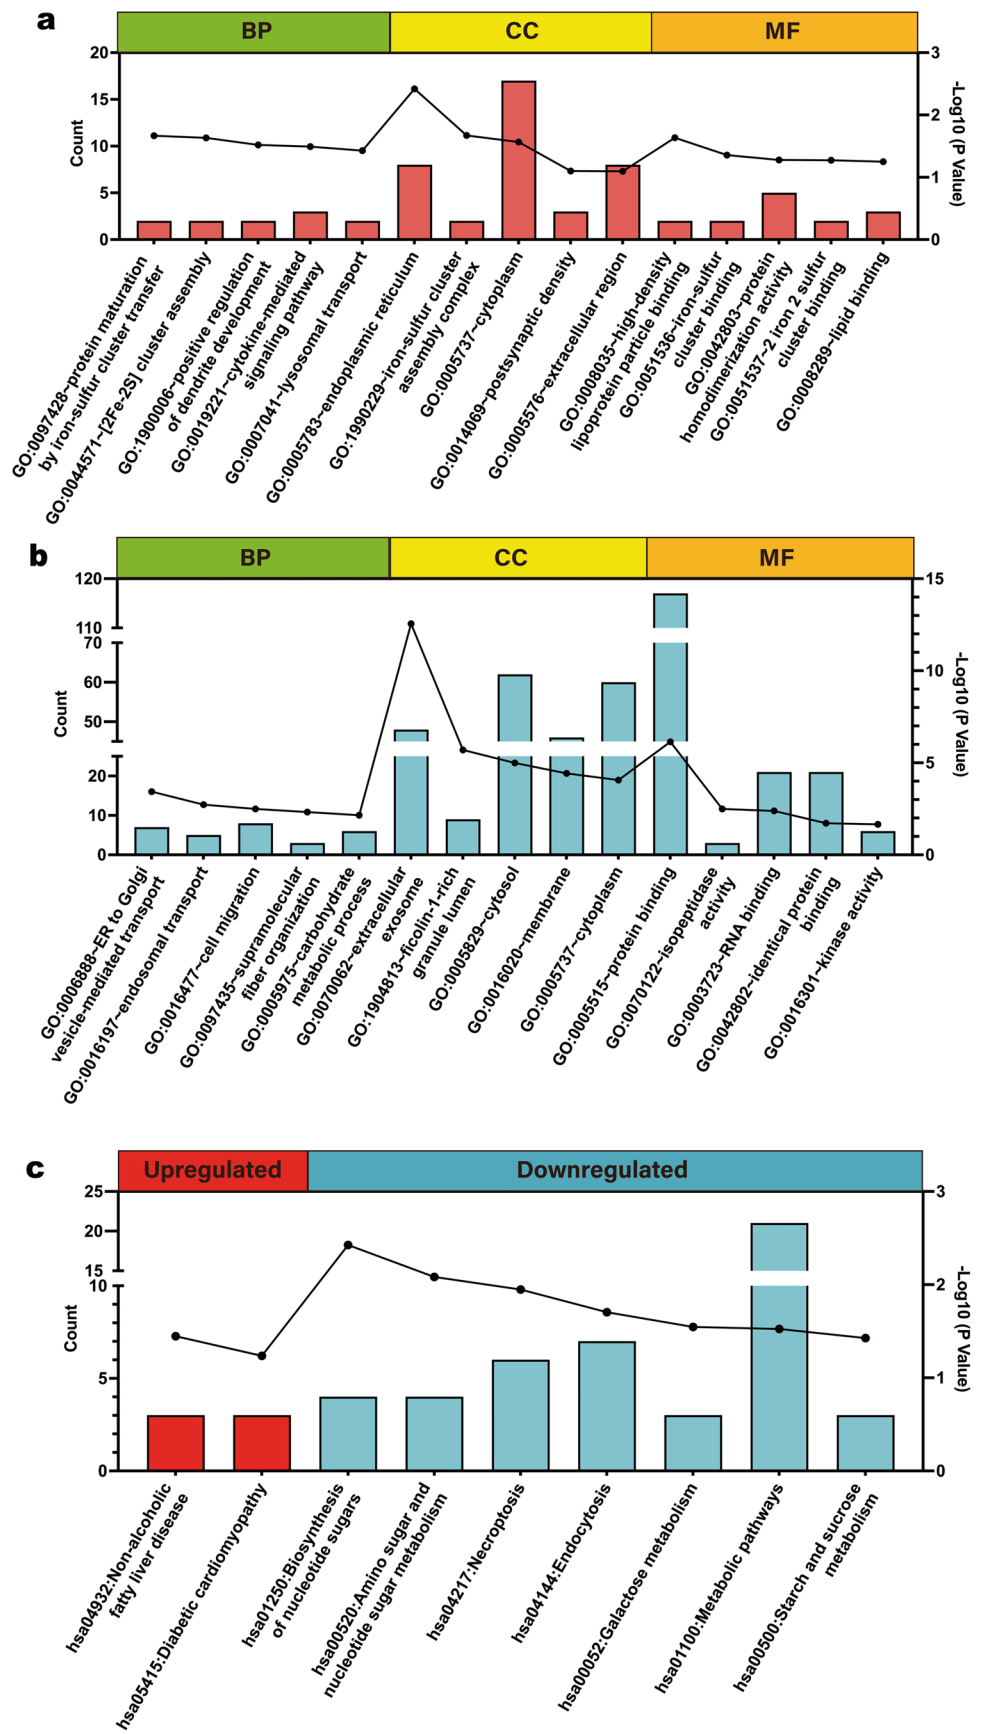 a
BP
CC
MF
20
15
10
5
0
Count
3
2
1
0
-Log10 (P Value)
GO:0097428~protein maturation
by iron-sulfur cluster transfer
GO:0044571~[2Fe-2S] cluster assembly
GO:1900006~positive regulation
of dendrite development
GO:0019221~cytokine-mediated
signaling pathway
GO:0007041~lysosomal transport
GO:0005783~endoplasmic reticulum
GO:1990229~iron-sulfur cluster
assembly complex
GO:0005737~cytoplasm
GO:0014069~postsynaptic density
GO:0005576~extracellular region
GO:0008035~high-density
lipoprotein particle binding
GO:0051536~iron-sulfur
cluster binding
GO:0042803~protein
homodimerization activity
GO:0051537~2 iron 2 sulfur
cluster binding
GO:0008289~lipid binding
b
BP
CC
MF
120
110
70
60
50
20
10
0
Count
15
10
5
0
-Log10 (P Value)
GO:0006888~ER to Golgi
vesicle-mediated transport
GO:0016197~endosomal transport
GO:0016477~cell migration
GO:0097435~supramolecular
fiber organization
GO:0005975~carbohydrate
metabolic process
GO:0070062~extracellular
exosome
GO:1904813~ficolin-1-rich
granule lumen
GO:0005829~cytosol
GO:0016020~membrane
GO:0005737~cytoplasm
GO:0005515~protein binding
GO:0070122~isopeptidase
activity
GO:0003723~RNA binding
GO:0042802~identical protein
binding
GO:0016301~kinase activity
c
Upregulated
Downregulated
25
20
15
10
5
0
Count
3
2
1
0
-Log10 (P Value)
hsa04932:Non-alcoholic
fatty liver disease
hsa05415:Diabetic cardiomyopathy
hsa01250:Biosynthesis
of nucleotide sugars
hsa00520:Amino sugar and
nucleotide sugar metabolism
hsa04217:Necroptosis
hsa04144:Endocytosis
hsa00052:Galactose metabolism
hsa01100:Metabolic pathways
hsa00500:Starch and sucrose
metabolism